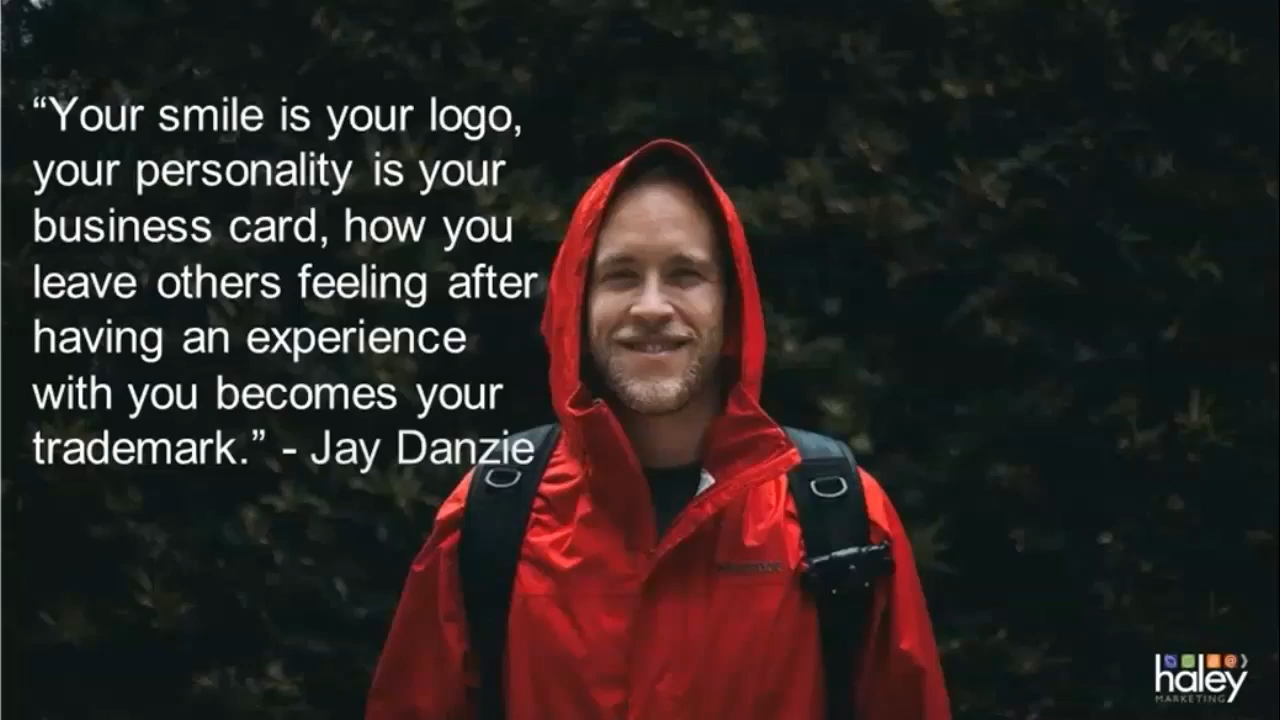 “Your smile is your logo,
your personality is your
business card, how you
leave others feeling after
having an experience
with you becomes your
trademark.” - Jay Danzie
haley
MARKETING